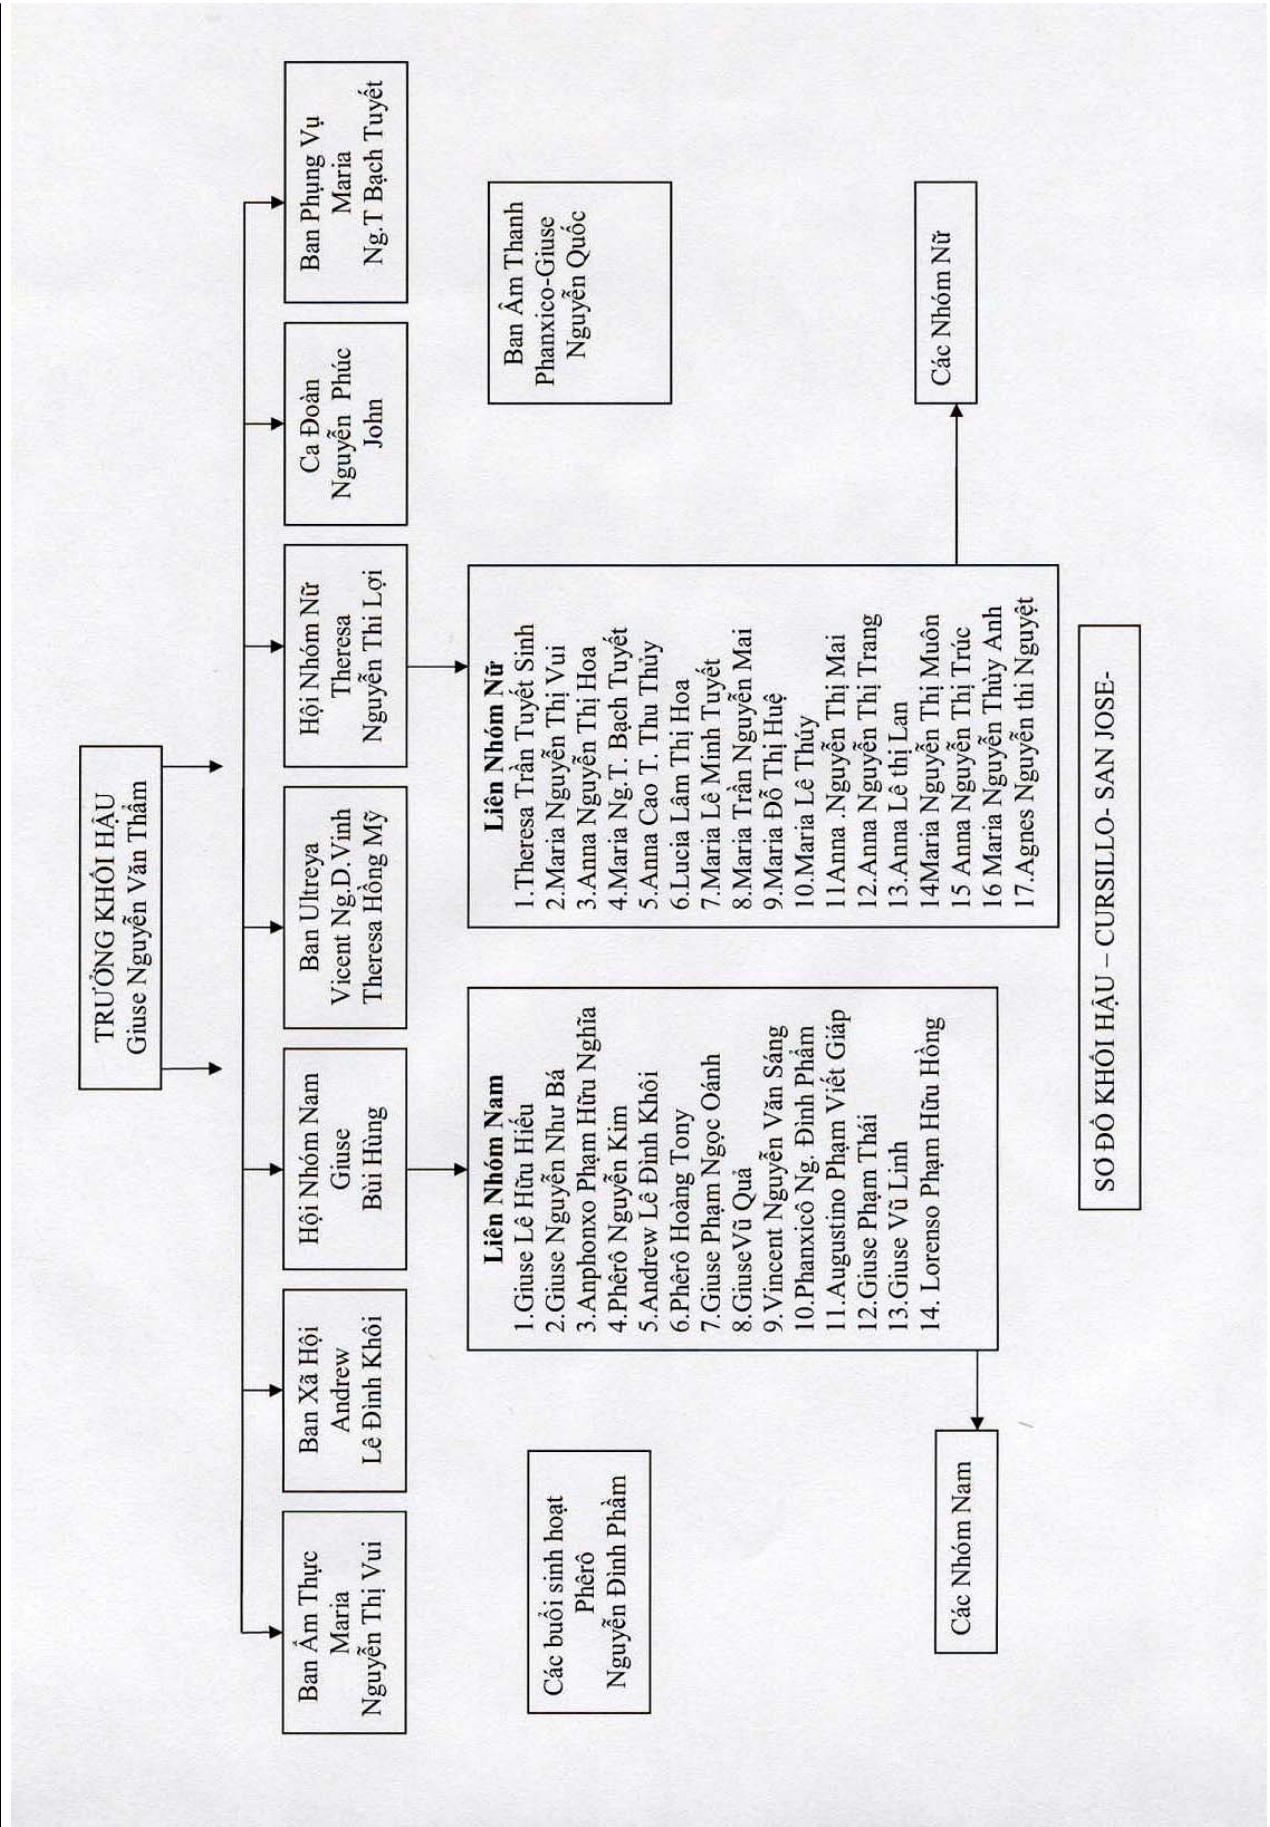 TRƯỞNG KHỐI HẬU
Giuse Nguyễn Văn Thắm
Ban Ẩm Thực
Maria
Nguyễn Thị Vui
Ban Xã Hội
Andrew
Lê Đình Khôi
Hội Nhóm Nam
Giuse
Bùi Hùng
Ban Ultreya
Vicent Ng.D.Vinh
Theresa Hồng Mỹ
Hội Nhóm Nữ
Theresa
Nguyễn Thi Lợi
Ca Đoàn
Nguyễn Phúc
John
Ban Phụng Vụ
Maria
Ng.T Bạch Tuyết
Các buổi sinh hoạt
Phêrô
Nguyễn Đình Phẩm
Liên Nhóm Nam
1.Giuse Lê Hữu Hiếu
2.Giuse Nguyễn Như Bá
3.Anphonxo Phạm Hữu Nghĩa
4.Phêrô Nguyễn Kim
5.Andrew Lê Đình Khôi
6.Phêrô Hoàng Tony
7.Giuse Phạm Ngọc Oánh
8.GiuseVũ Quả
9.Vincent Nguyễn Văn Sáng
10.Phanxicô Ng. Đình Phẩm
11.Augustino Phạm Viết Giáp
12.Giuse Phạm Thái
13.Giuse Vũ Linh
14. Lorenso Phạm Hữu Hồng
Liên Nhóm Nữ
1.Theresa Trần Tuyết Sinh
2.Maria Nguyễn Thị Vui
3.Anna Nguyễn Thị Hoa
4.Maria Ng.T. Bạch Tuyết
5.Anna Cao T. Thu Thủy
6.Lucia Lâm Thị Hoa
7.Maria Lê Minh Tuyết
8.Maria Trần Nguyễn Mai
9.Maria Đỗ Thị Huệ
10.Maria Lê Thúy
11Anna .Nguyễn Thị Mai
12.Anna Nguyễn Thị Trang
13.Anna Lê thị Lan
14Maria Nguyễn Thị Muôn
15 Anna Nguyễn Thị Trúc
16 Maria Nguyễn Thùy Anh
17.Agnes Nguyễn thi Nguyệt
Ban Âm Thanh
Phanxico-Giuse
Nguyễn Quốc
Các Nhóm Nam
Các Nhóm Nữ
SƠ ĐỒ KHỐI HẬU – CURSILLO- SAN JOSE-